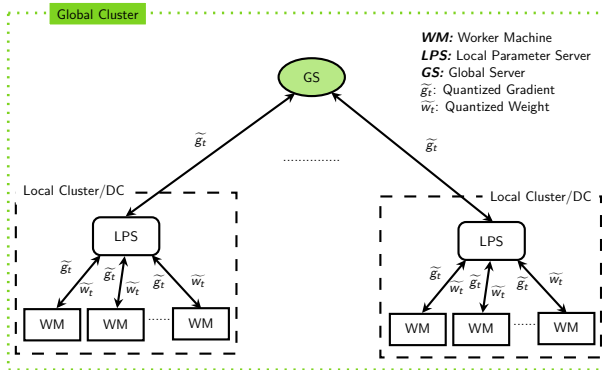 Global Cluster
WM: Worker Machine
LPS: Local Parameter Server
GS: Global Server
g̃ₜ: Quantized Gradient
w̃ₜ: Quantized Weight
GS
g̃ₜ
g̃ₜ
Local Cluster/DC
Local Cluster/DC
LPS
LPS
g̃ₜ w̃ₜ g̃ₜ w̃ₜ g̃ₜ w̃ₜ
g̃ₜ w̃ₜ g̃ₜ w̃ₜ g̃ₜ w̃ₜ
WM WM ...... WM
WM WM ...... WM